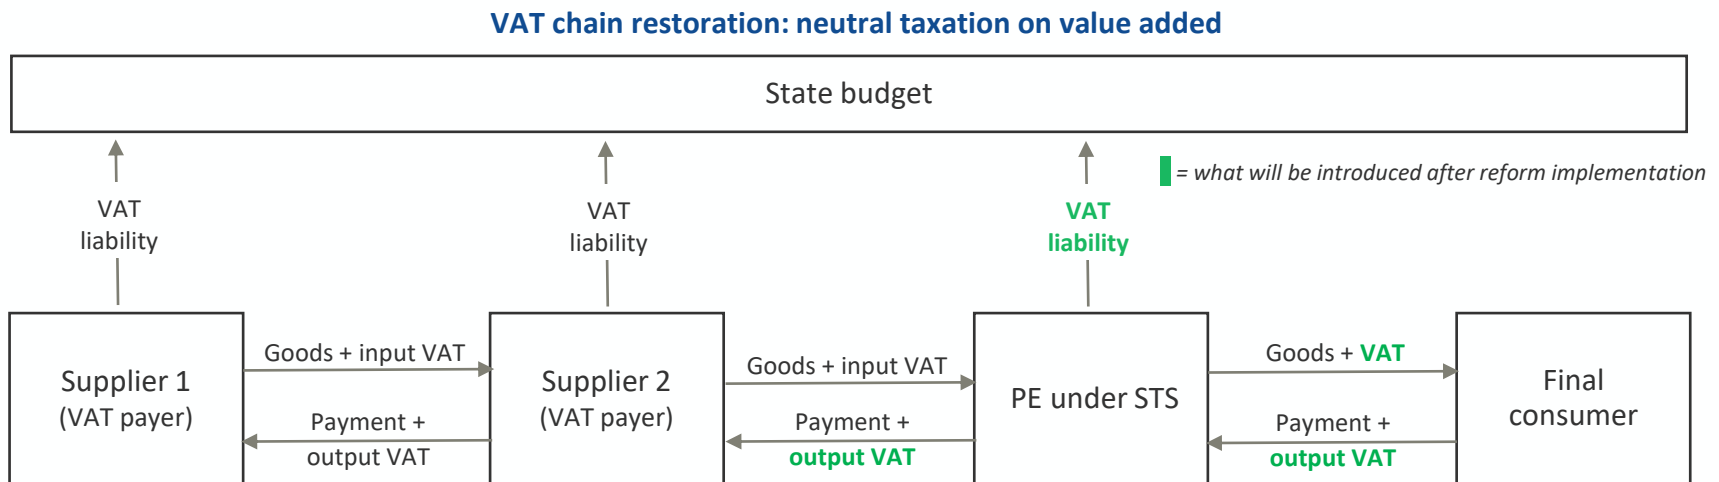 VAT chain restoration: neutral taxation on value added
State budget
= what will be introduced after reform implementation
VAT
liability
VAT
liability
VAT
liability
Supplier 1
(VAT payer)
Goods + input VAT
Payment +
output VAT
Supplier 2
(VAT payer)
Goods + input VAT
Payment +
output VAT
PE under STS
Goods + VAT
Payment +
output VAT
Final
consumer